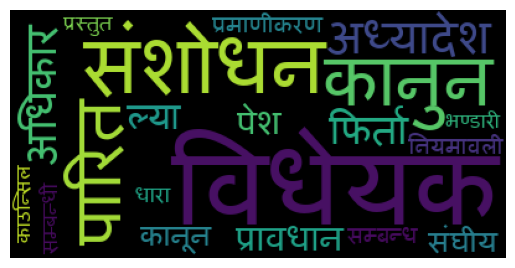 प्रस्तुत
प्रमाणीकरण
अध्यादेश
संशोधन
कानुन
अधिकार
पारित
ल्या
पेश
फिर्ता
भण्डारी
नियमावली
विधेयक
काउन्सिल
सम्बन्धी
धारा
कानून
प्रावधान
सम्बन्ध
संघीय